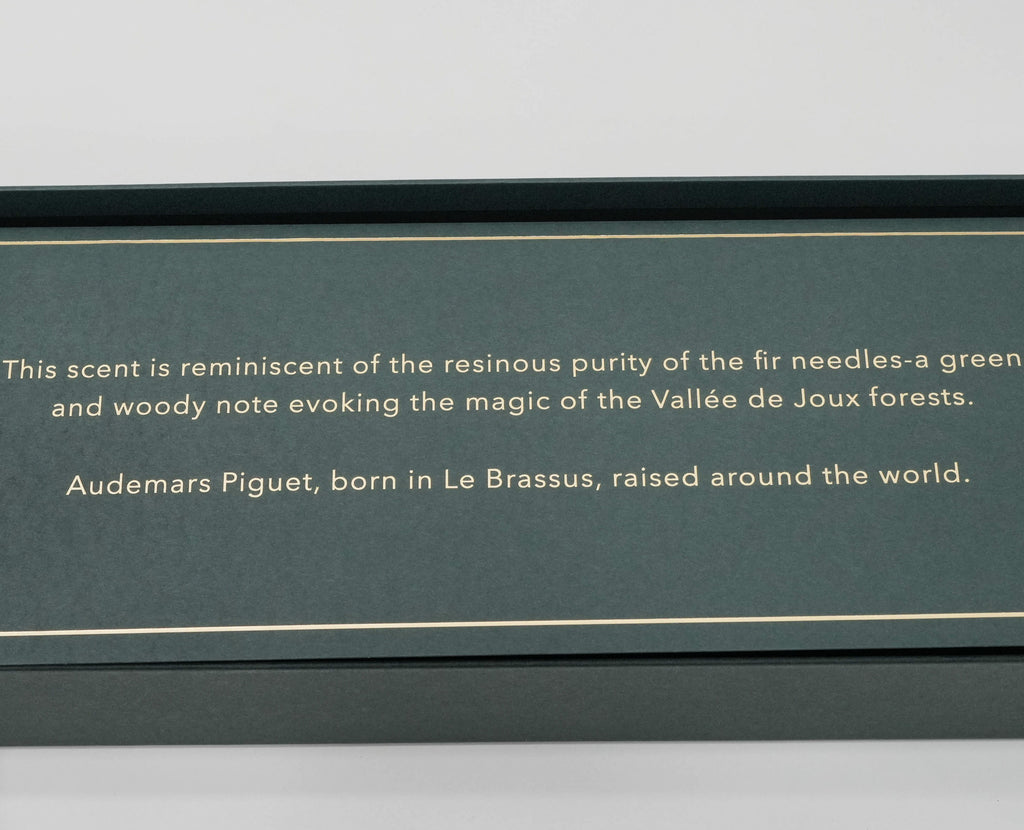 This scent is reminiscent of the resinous purity of the fir needles-a green
and woody note evoking the magic of the Vallée de Joux forests.
Audemars Piguet, born in Le Brassus, raised around the world.